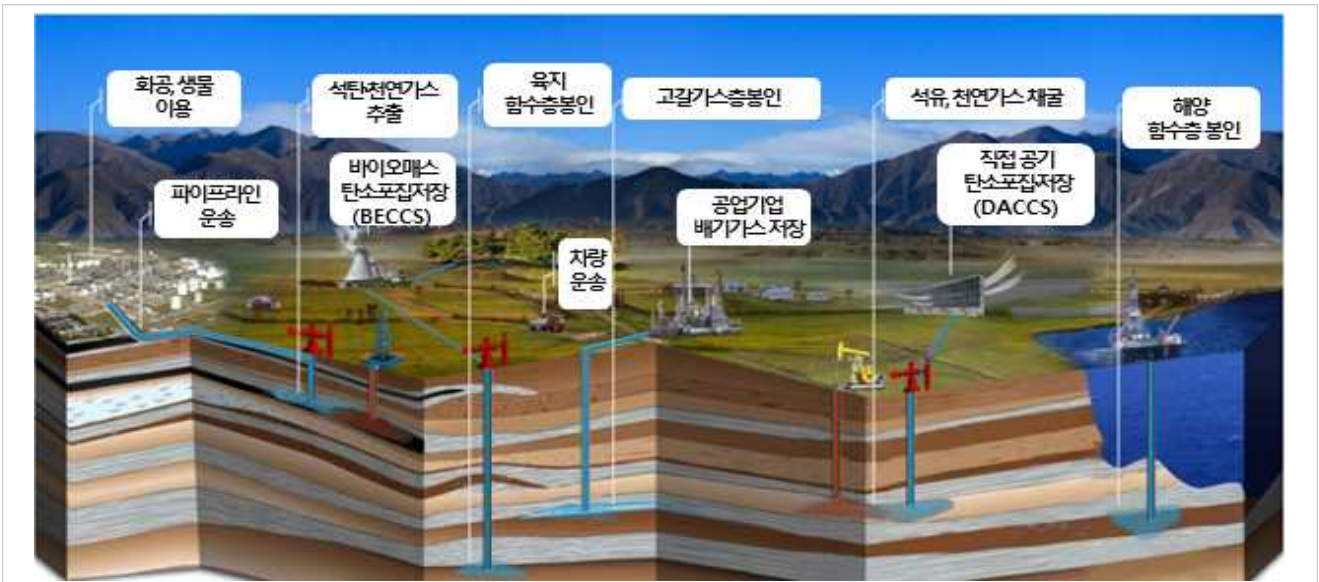 화공, 생물
이용
석탄천연가스
추출
육지
함수층봉인
고갈가스층봉인
석유, 천연가스 채굴
해양
함수층 봉인
파이프라인
운송
바이오매스
탄소포집저장
(BECCS)
차량
운송
공업기업
배기가스 저장
직접 공기
탄소포집저장
(DACCS)